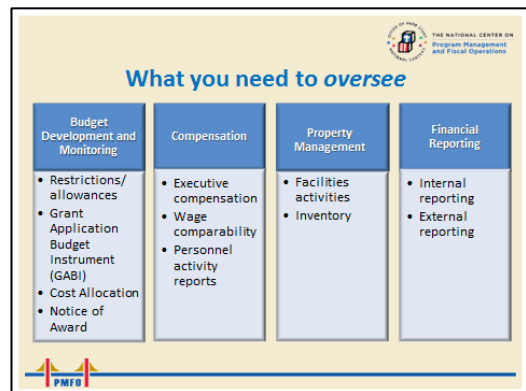 THE NATIONAL CENTER ON
Program Management
and Fiscal Operations
What you need to oversee
Budget
Development and
Monitoring
• Restrictions/
allowances
• Grant
Application
Budget
Instrument
(GABI)
• Cost Allocation
• Notice of
Award
Compensation
• Executive
compensation
• Wage
comparability
• Personnel
activity
reports
Property
Management
• Facilities
activities
• Inventory
Financial
Reporting
• Internal
reporting
• External
reporting
PMFO